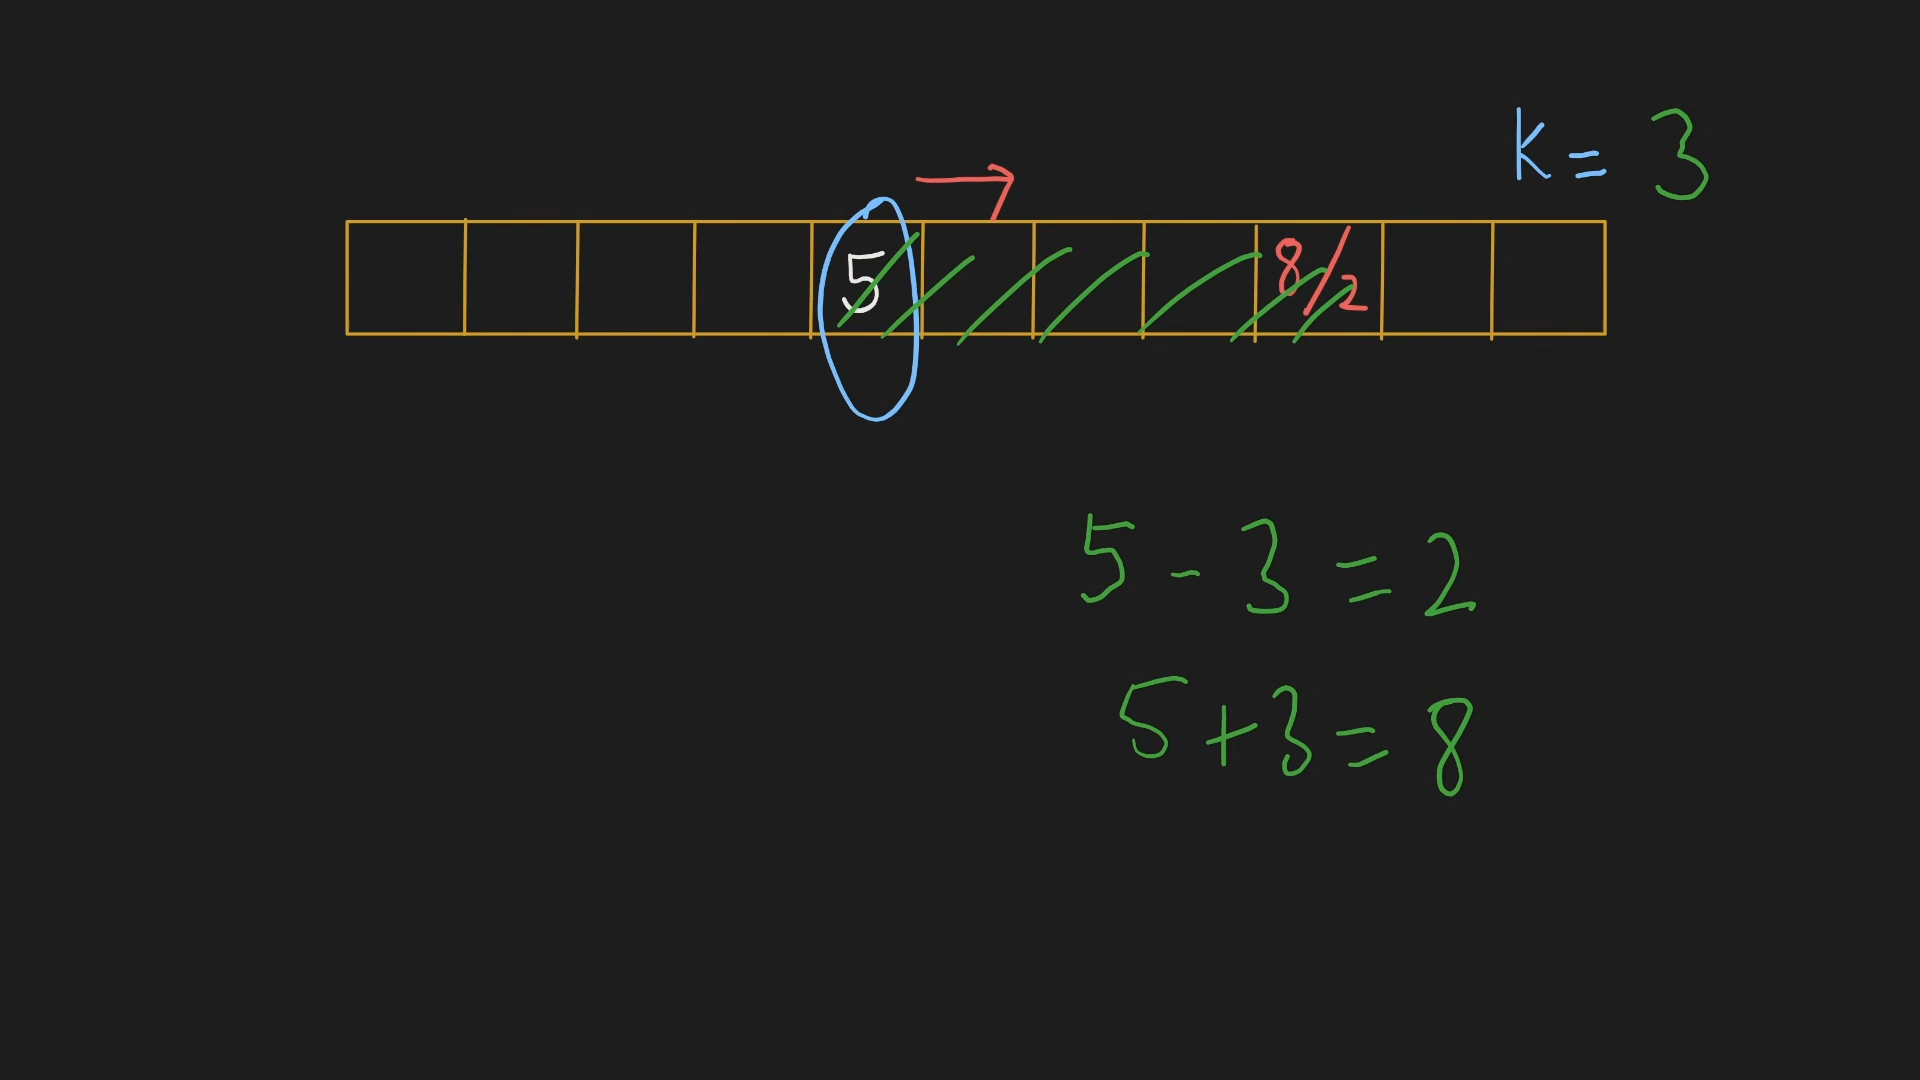 K = 3
5 8/2
5 - 3 = 2
5 + 3 = 8